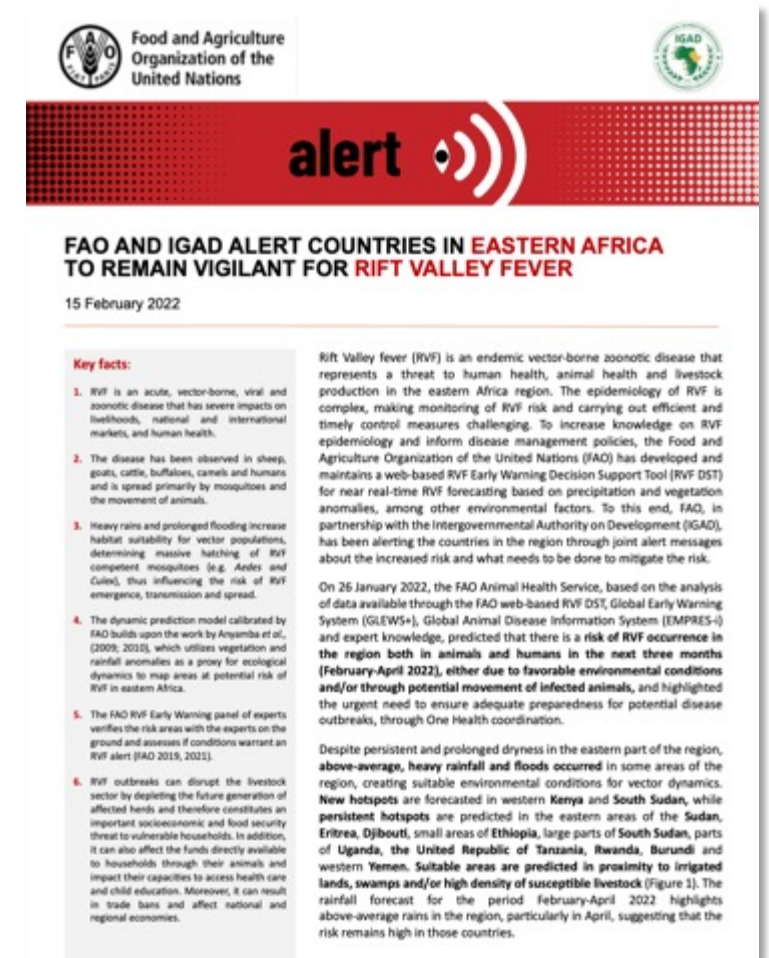 Food and Agriculture
Organization of the
United Nations
FAO
FIAT PANIS
IGAD
alert
FAO AND IGAD ALERT COUNTRIES IN EASTERN AFRICA
TO REMAIN VIGILANT FOR RIFT VALLEY FEVER
15 February 2022
Key facts:
1. RVF is an acute, vector-borne, viral and
zoonotic disease that has severe impacts on
livelihoods, national and international
markets, and human health.
2. The disease has been observed in sheep,
goats, cattle, buffaloes, camels and humans
and is spread primarily by mosquitoes and
the movement of animals.
3. Heavy rains and prolonged flooding increase
habitat suitability for vector populations,
determining massive hatching of RVF
competent mosquitoes (e.g. Aedes and
Culex), thus influencing the risk of RVF
emergence, transmission and spread.
4. The dynamic prediction model calibrated by
FAO builds upon the work by Anyamba et al,
(2009; 2010), which utilizes vegetation and
rainfall anomalies as a proxy for ecological
dynamics to map areas at potential risk of
RVF in eastern Africa.
5. The FAO RVF Early Warning panel of experts
verifies the risk areas with the experts on the
ground and assesses if conditions warrant an
RVF alert (FAO 2019, 2021).
6. RVF outbreaks can disrupt the livestock
sector by depleting the future generation of
affected herds and therefore constitutes an
important socioeconomic and food security
threat to vulnerable households. In addition,
it can also affect the funds directly available
to households through their animals and
impact their capacities to access health care
and child education. Moreover, it can result
in trade bans and affect national and
regional economies.
Rift Valley fever (RVF) is an endemic vector-borne zoonotic disease that
represents a threat to human health, animal health and livestock
production in the eastern Africa region. The epidemiology of RVF is
complex, making monitoring of RVF risk and carrying out efficient and
timely control measures challenging. To increase knowledge on RVF
epidemiology and inform disease management policies, the Food and
Agriculture Organization of the United Nations (FAO) has developed and
maintains a web-based RVF Early Warning Decision Support Tool (RVF DST)
for near real-time RVF forecasting based on precipitation and vegetation
anomalies, among other environmental factors. To this end, FAO, in
partnership with the Intergovernmental Authority on Development (IGAD),
has been alerting the countries in the region through joint alert messages
about the increased risk and what needs to be done to mitigate the risk.
On 26 January 2022, the FAO Animal Health Service, based on the analysis
of data available through the FAO web-based RVF DST, Global Early Warning
System (GLEWS+), Global Animal Disease Information System (EMPRES-i)
and expert knowledge, predicted that there is a risk of RVF occurrence in
the region both in animals and humans in the next three months
(February-April 2022), either due to favorable environmental conditions
and/or through potential movement of infected animals, and highlighted
the urgent need to ensure adequate preparedness for potential disease
outbreaks, through One Health coordination.
Despite persistent and prolonged dryness in the eastern part of the region,
above-average, heavy rainfall and floods occurred in some areas of the
region, creating suitable environmental conditions for vector dynamics.
New hotspots are forecasted in western Kenya and South Sudan, while
persistent hotspots are predicted in the eastern areas of the Sudan,
Eritrea, Djibouti, small areas of Ethiopia, large parts of South Sudan, parts
of Uganda, the United Republic of Tanzania, Rwanda, Burundi and
western Yemen. Suitable areas are predicted in proximity to irrigated
lands, swamps and/or high density of susceptible livestock (Figure 1). The
rainfall forecast for the period February-April 2022 highlights
above-average rains in the region, particularly in April, suggesting that the
risk remains high in those countries.